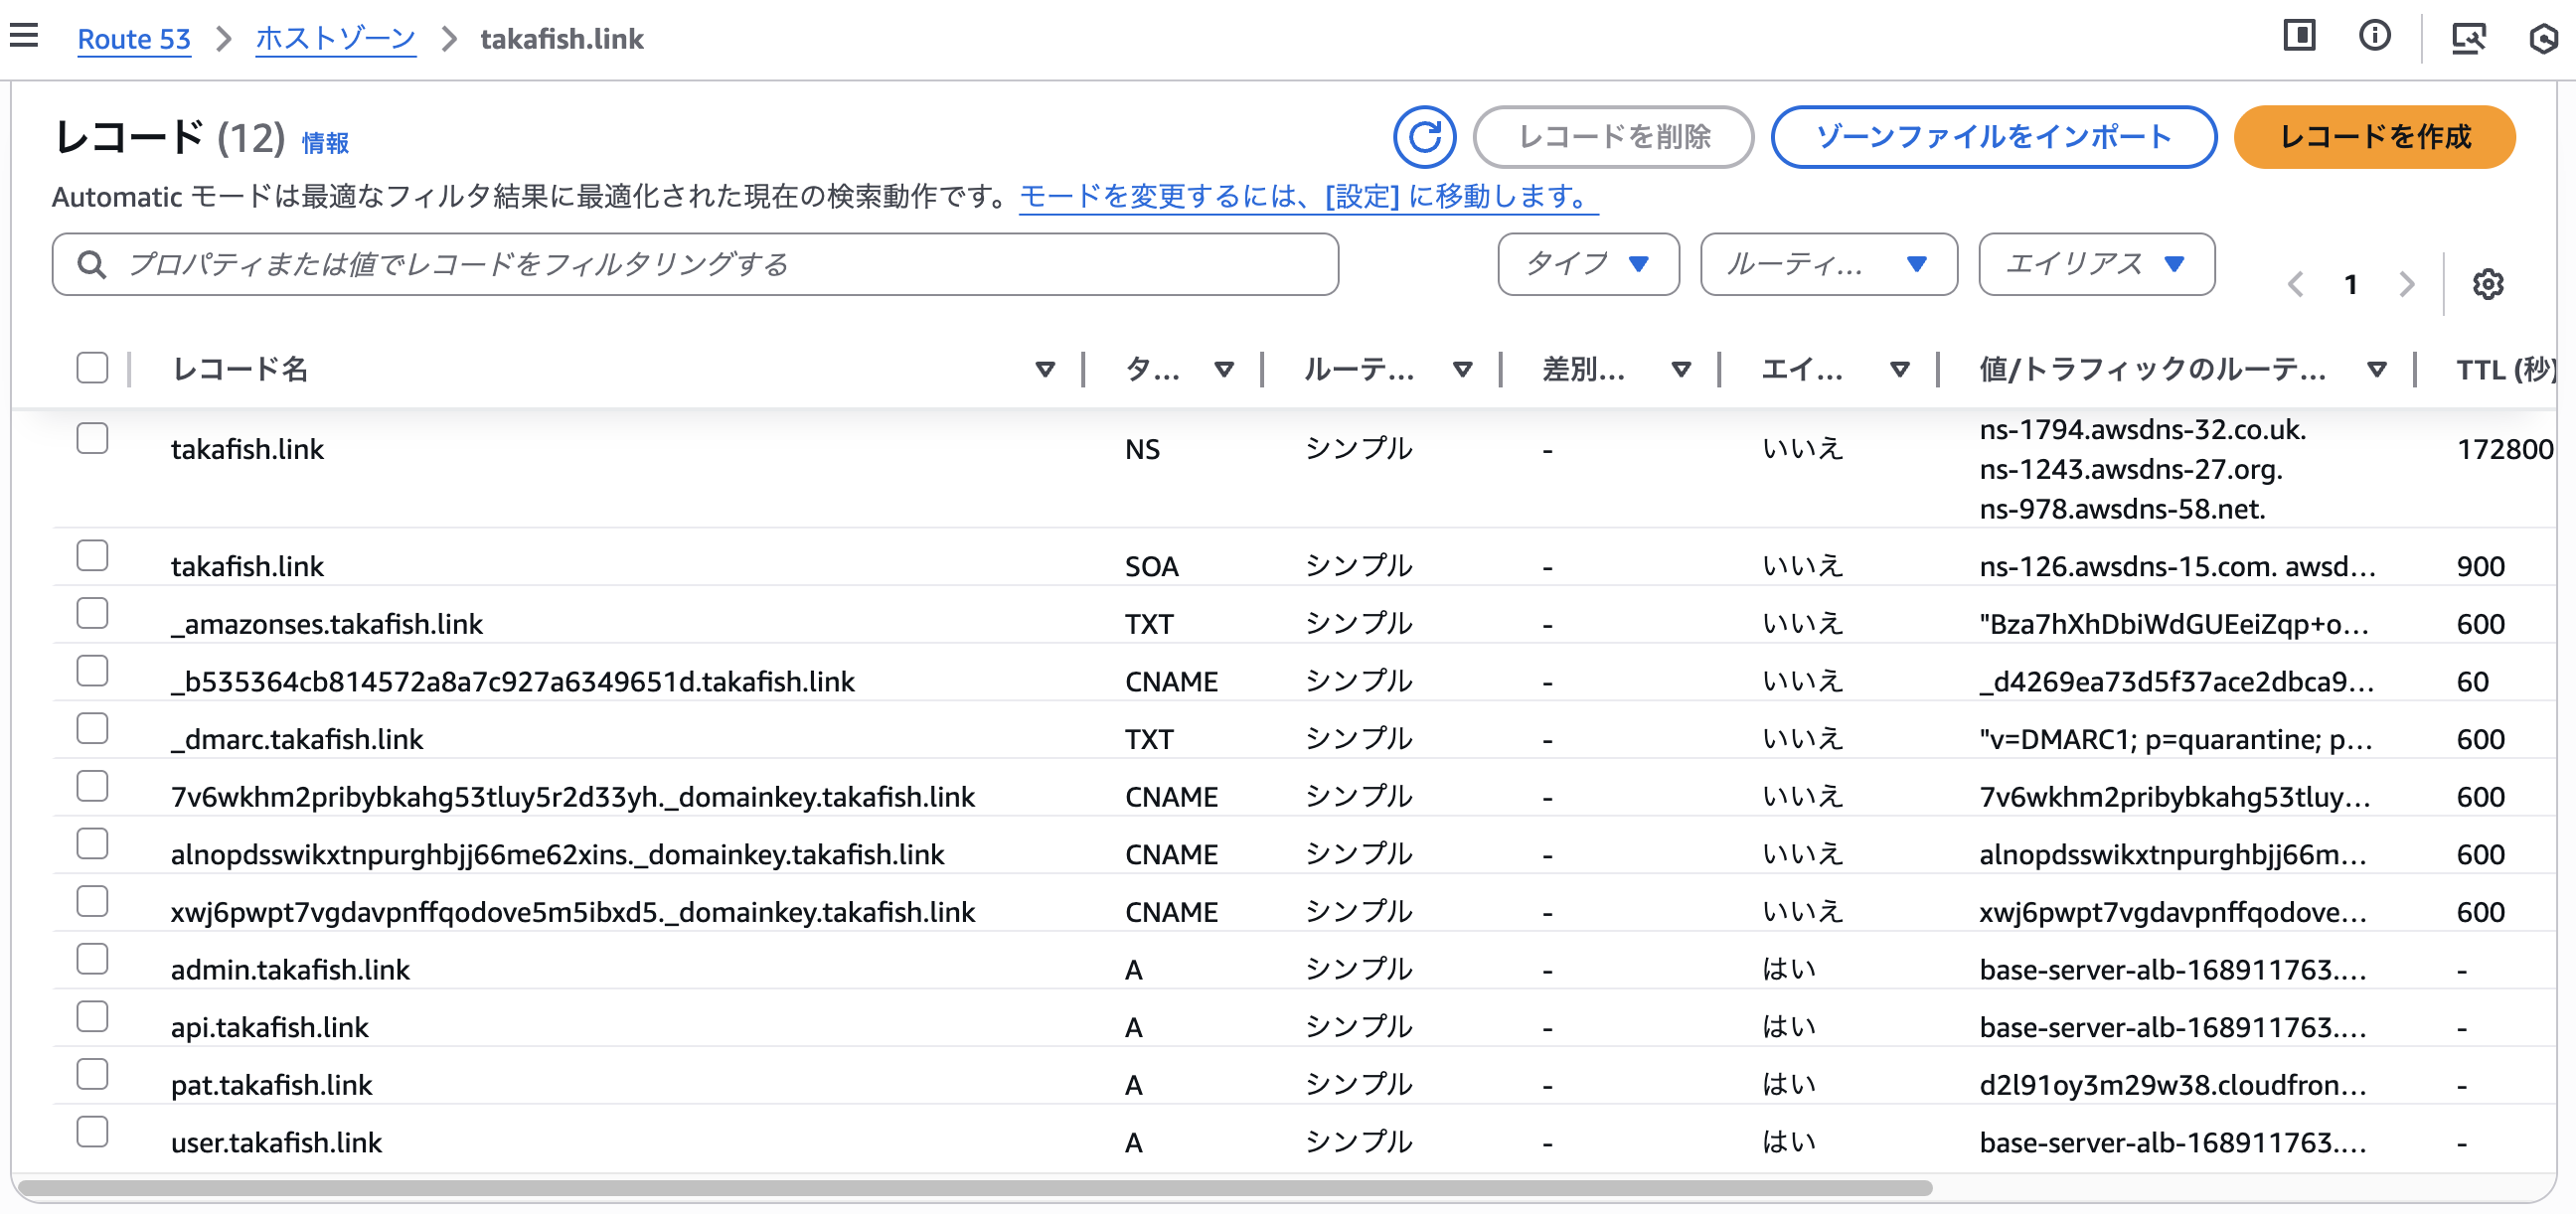 Route 53 > ホストゾーン > takafish.link
レコード (12) 情報
レコードを削除
ゾーンファイルをインポート
レコードを作成
Automatic モードは最適なフィルタ結果に最適化された現在の検索動作です。モードを変更するには、[設定] に移動します。
プロパティまたは値でレコードをフィルタリングする
タイプ
ルーティ...
エイリアス
1
レコード名 タ... ルーテ... 差別... エイ... 値/トラフィックのルーテ... TTL (秒)
takafish.link NS シンプル - いいえ ns-1794.awsdns-32.co.uk. 172800
ns-1243.awsdns-27.org.
ns-978.awsdns-58.net.
takafish.link SOA シンプル - いいえ ns-126.awsdns-15.com. awsd... 900
_amazonses.takafish.link TXT シンプル - いいえ "Bza7hXhDbiWdGUEeiZqp+o... 600
_b535364cb814572a8a7c927a6349651d.takafish.link CNAME シンプル - いいえ _d4269ea73d5f37ace2dbca9... 60
_dmarc.takafish.link TXT シンプル - いいえ "v=DMARC1; p=quarantine; p... 600
7v6wkhm2pribybkahg53tluy5r2d33yh._domainkey.takafish.link CNAME シンプル - いいえ 7v6wkhm2pribybkahg53tluy... 600
alnopdsswikxtnpurghbjj66me62xins._domainkey.takafish.link CNAME シンプル - いいえ alnopdsswikxtnpurghbjj66m... 600
xwj6pwpt7vgdavpnffqodove5m5ibxd5._domainkey.takafish.link CNAME シンプル - いいえ xwj6pwpt7vgdavpnffqodove... 600
admin.takafish.link A シンプル - はい base-server-alb-168911763.... -
api.takafish.link A シンプル - はい base-server-alb-168911763.... -
pat.takafish.link A シンプル - はい d2l91oy3m29w38.cloudfron... -
user.takafish.link A シンプル - はい base-server-alb-168911763.... -